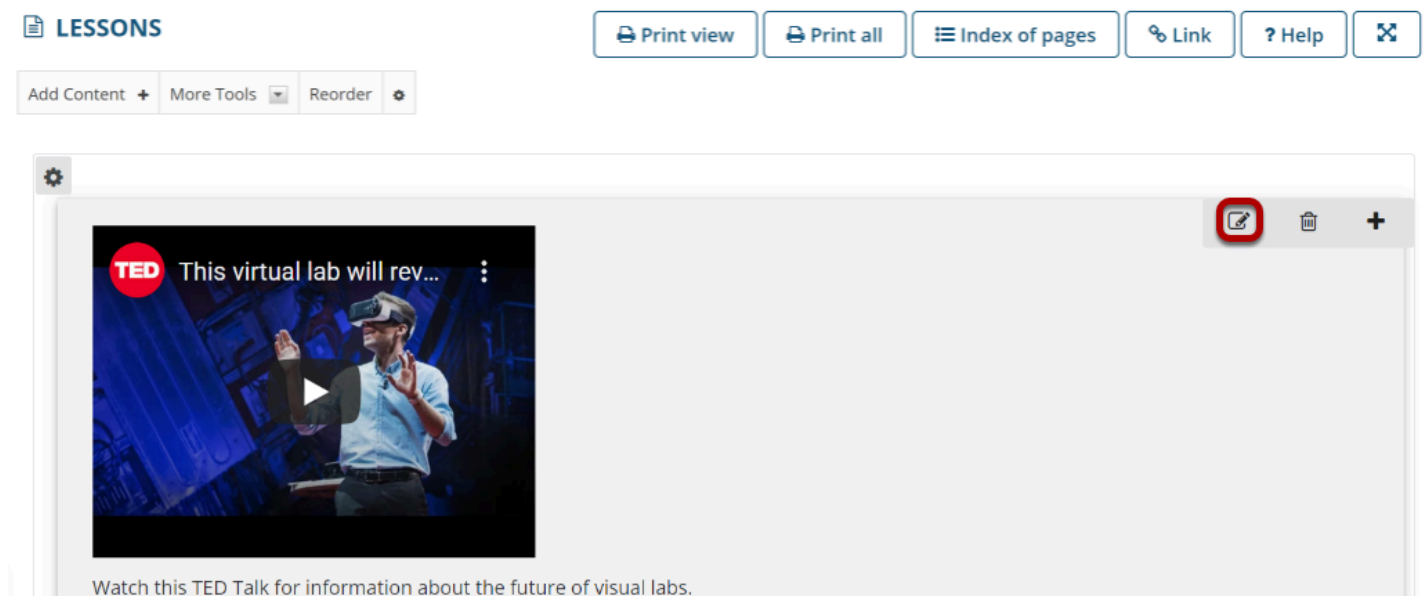 LESSONS
Print view
Print all
Index of pages
Link
? Help
Add Content +
More Tools
Reorder
TED This virtual lab will rev...
Watch this TED Talk for information about the future of visual labs.